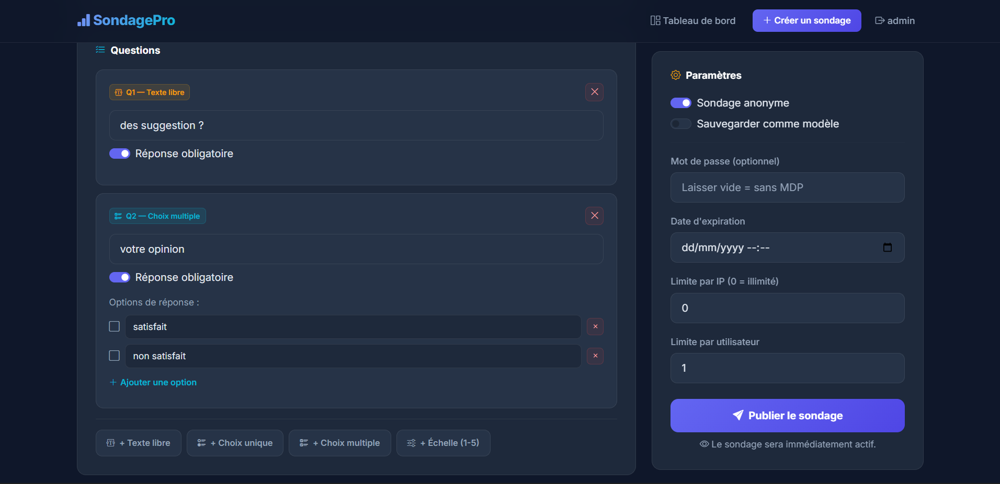 SondagePro
Tableau de bord
+ Créer un sondage
admin
Questions
Q1 — Texte libre
des suggestion ?
Réponse obligatoire
Q2 — Choix multiple
votre opinion
Réponse obligatoire
Options de réponse :
satisfait
non satisfait
+ Ajouter une option
+ Texte libre
+ Choix unique
+ Choix multiple
+ Échelle (1-5)
Paramètres
Sondage anonyme
Sauvegarder comme modèle
Mot de passe (optionnel)
Laisser vide = sans MDP
Date d'expiration
dd/mm/yyyy --:--
Limite par IP (0 = illimité)
0
Limite par utilisateur
1
Publier le sondage
Le sondage sera immédiatement actif.